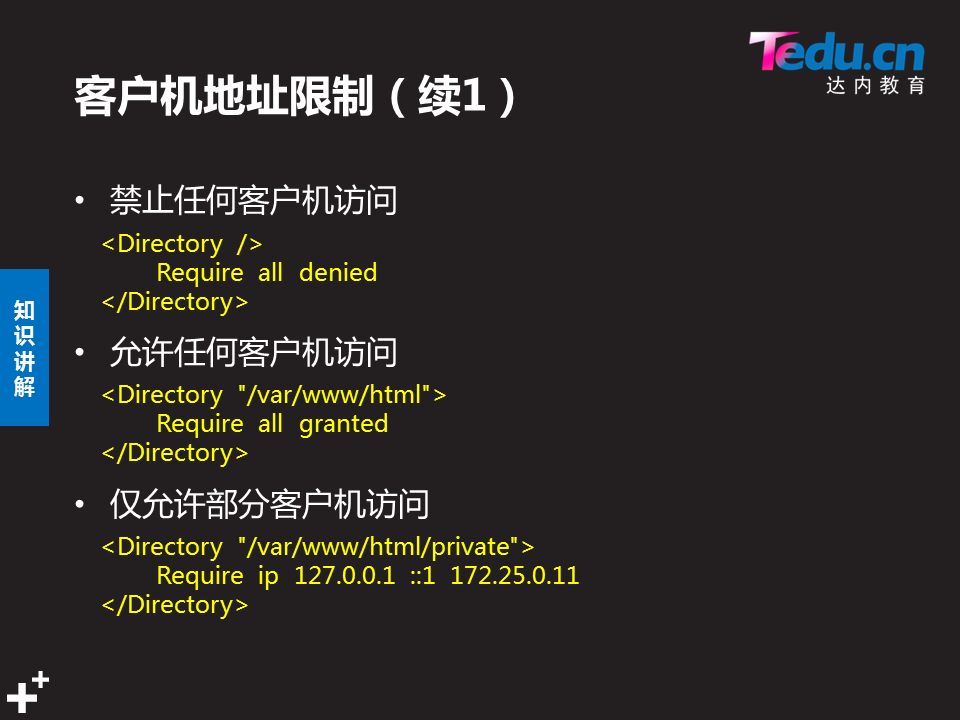 Tedu.cn
达内教育
客户机地址限制（续1）
• 禁止任何客户机访问
<Directory />
Require all denied
</Directory>
知识讲解
• 允许任何客户机访问
<Directory "/var/www/html">
Require all granted
</Directory>
• 仅允许部分客户机访问
<Directory "/var/www/html/private">
Require ip 127.0.0.1 ::1 172.25.0.11
</Directory>